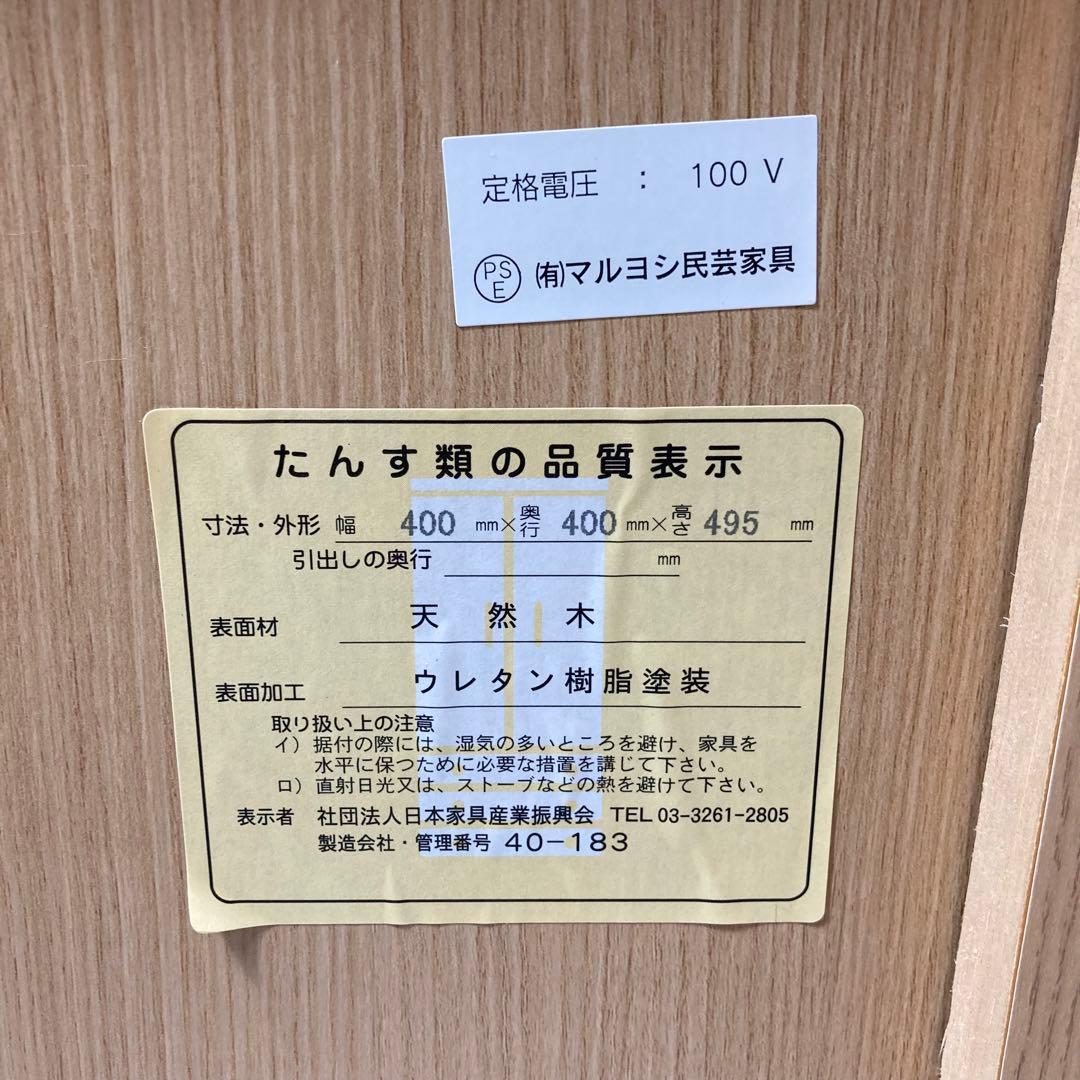 定格電圧 : 100 V
PSE (有)マルヨシ民芸家具
たんす類の品質表示
寸法・外形 幅 400 mm×奥行 400 mm×高さ 495 mm
引出しの奥行 mm
表面材 天然木
表面加工 ウレタン樹脂塗装
取り扱い上の注意
イ）据付の際には、湿気の多いところを避け、家具を
水平に保つために必要な措置を講じて下さい。
ロ）直射日光又は、ストーブなどの熱を避けて下さい。
表示者 社団法人日本家具産業振興会 TEL 03-3261-2805
製造会社・管理番号 40-183